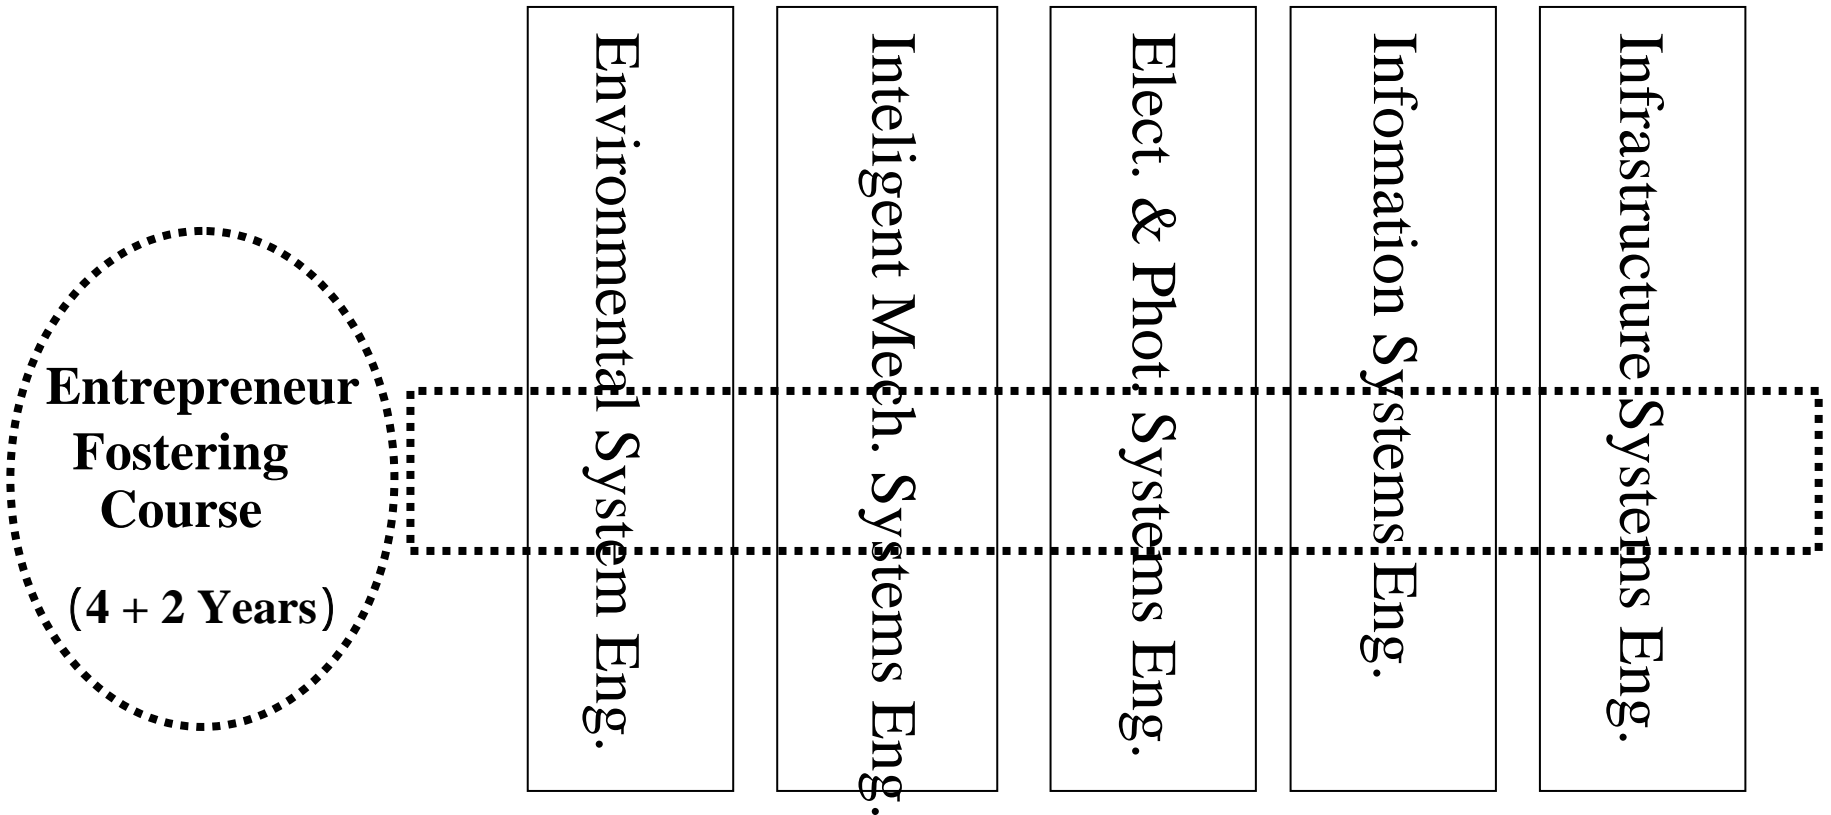 Entrepreneur
Fostering
Course
(4 + 2 Years)
Environmental System Eng.
Inteligent Mech. Systems Eng.
Elect. & Phot. Systems Eng.
Infomation Systems Eng.
Infrastructure Systems Eng.